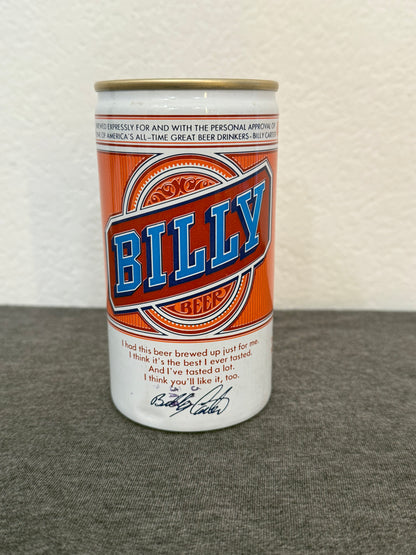 EXPRESSLY FOR AND WITH THE PERSONAL APPROVAL OF
OF AMERICA'S ALL-TIME GREAT BEER DRINKERS-BILLY CARTER
BILLY
BEER
I had this beer brewed up just for me.
I think it's the best I ever tasted.
And I've tasted a lot.
I think you'll like it, too.
Billy Carter